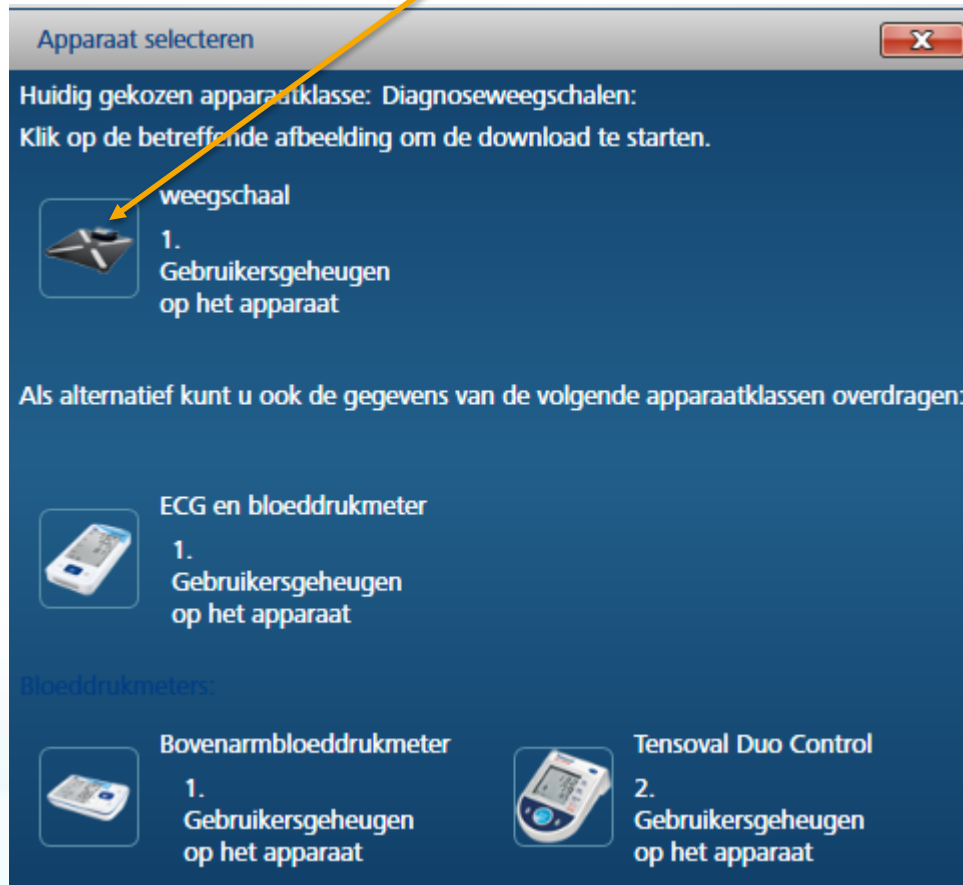 Apparaat selecteren
Huidig gekozen apparaatklasse: Diagnoseweegschalen:
Klik op de betreffende afbeelding om de download te starten.
weegschaal
1.
Gebruikersgeheugen
op het apparaat
Als alternatief kunt u ook de gegevens van de volgende apparaatklassen overdragen:
ECG en bloeddrukmeter
1.
Gebruikersgeheugen
op het apparaat
Bloeddrukmeters:
Bovenarmbloeddrukmeter
1.
Gebruikersgeheugen
op het apparaat
Tensoval Duo Control
2.
Gebruikersgeheugen
op het apparaat